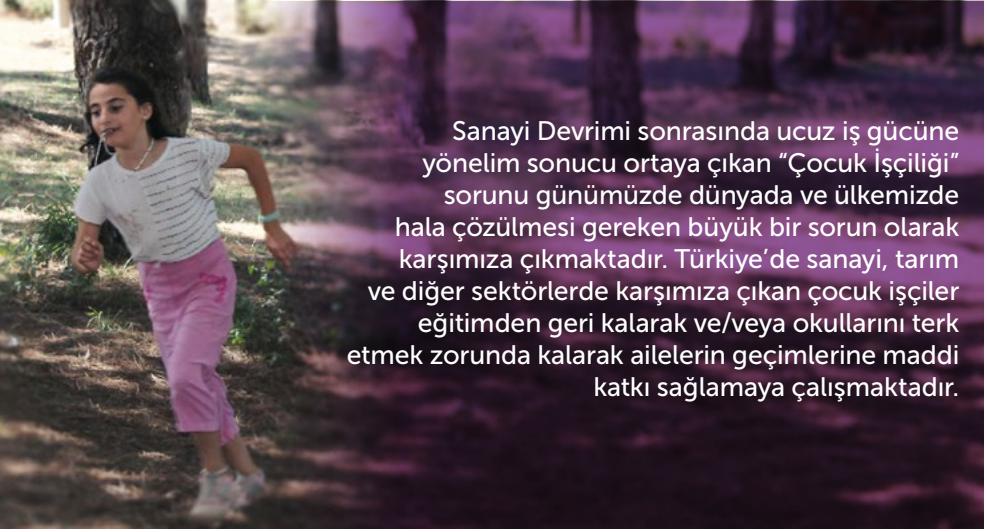 Sanayi Devrimi sonrasında ucuz iş gücüne
yönelim sonucu ortaya çıkan “Çocuk İşçiliği”
sorunu günümüzde dünyada ve ülkemizde
hala çözülmesi gereken büyük bir sorun olarak
karşımıza çıkmaktadır. Türkiye’de sanayi, tarım
ve diğer sektörlerde karşımıza çıkan çocuk işçiler
eğitimden geri kalarak ve/veya okullarını terk
etmek zorunda kalarak ailelerin geçimlerine maddi
katkı sağlamaya çalışmaktadır.